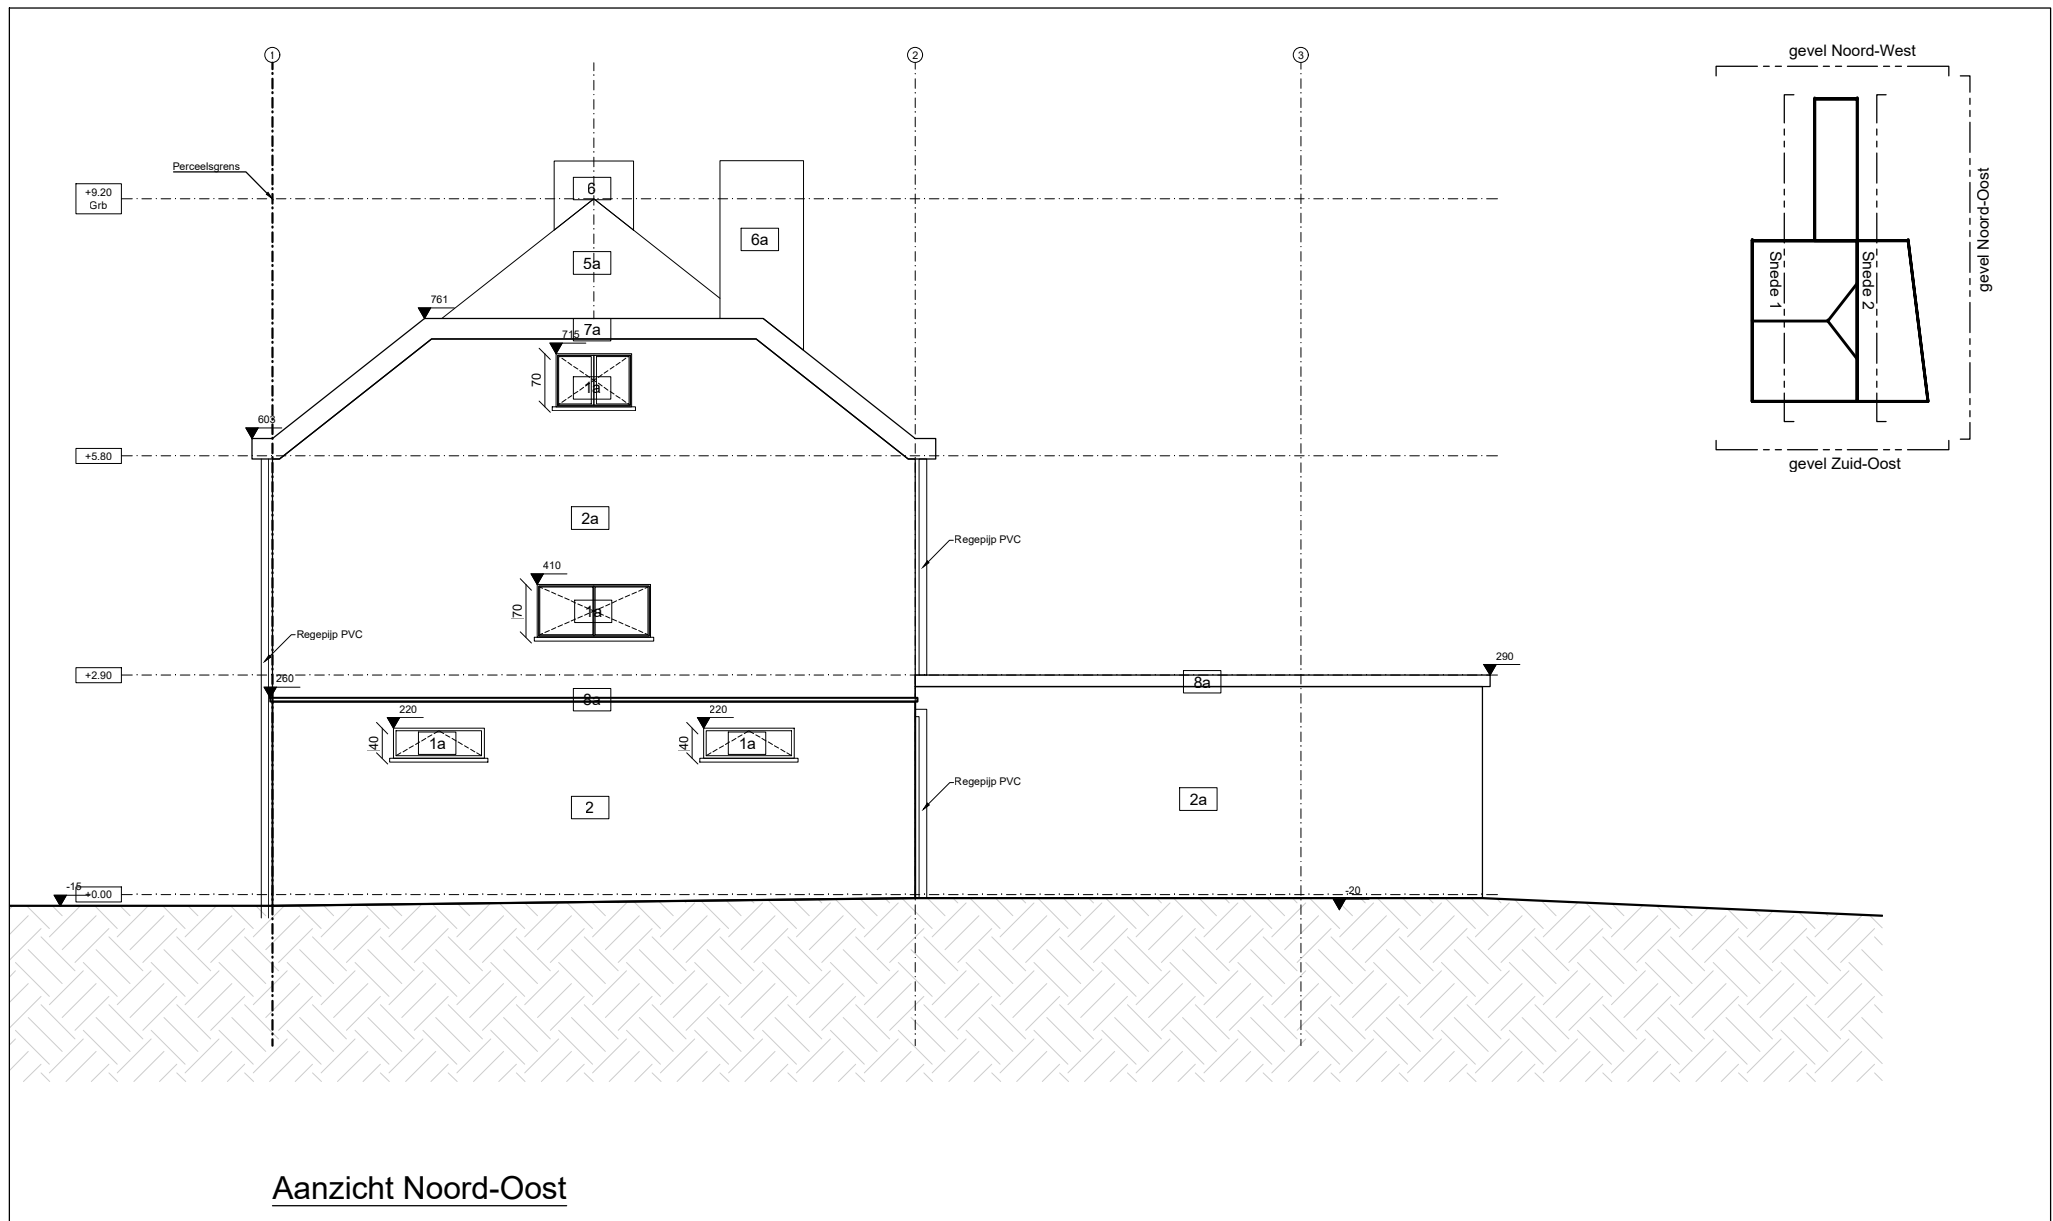 gevel Noord-West
1
2
3
Perceelsgrens
+9.20
Grb
6
6a
5a
gevel Noord-Oost
Snede 1
Snede 2
761
7a
715
70
1a
603
+5.80
gevel Zuid-Oost
2a
Regepijp PVC
410
70
1a
Regepijp PVC
290
+2.90
260
8a
8a
220
220
40
1a
40
1a
Regepijp PVC
2
2a
-15
+0.00
-20
Aanzicht Noord-Oost